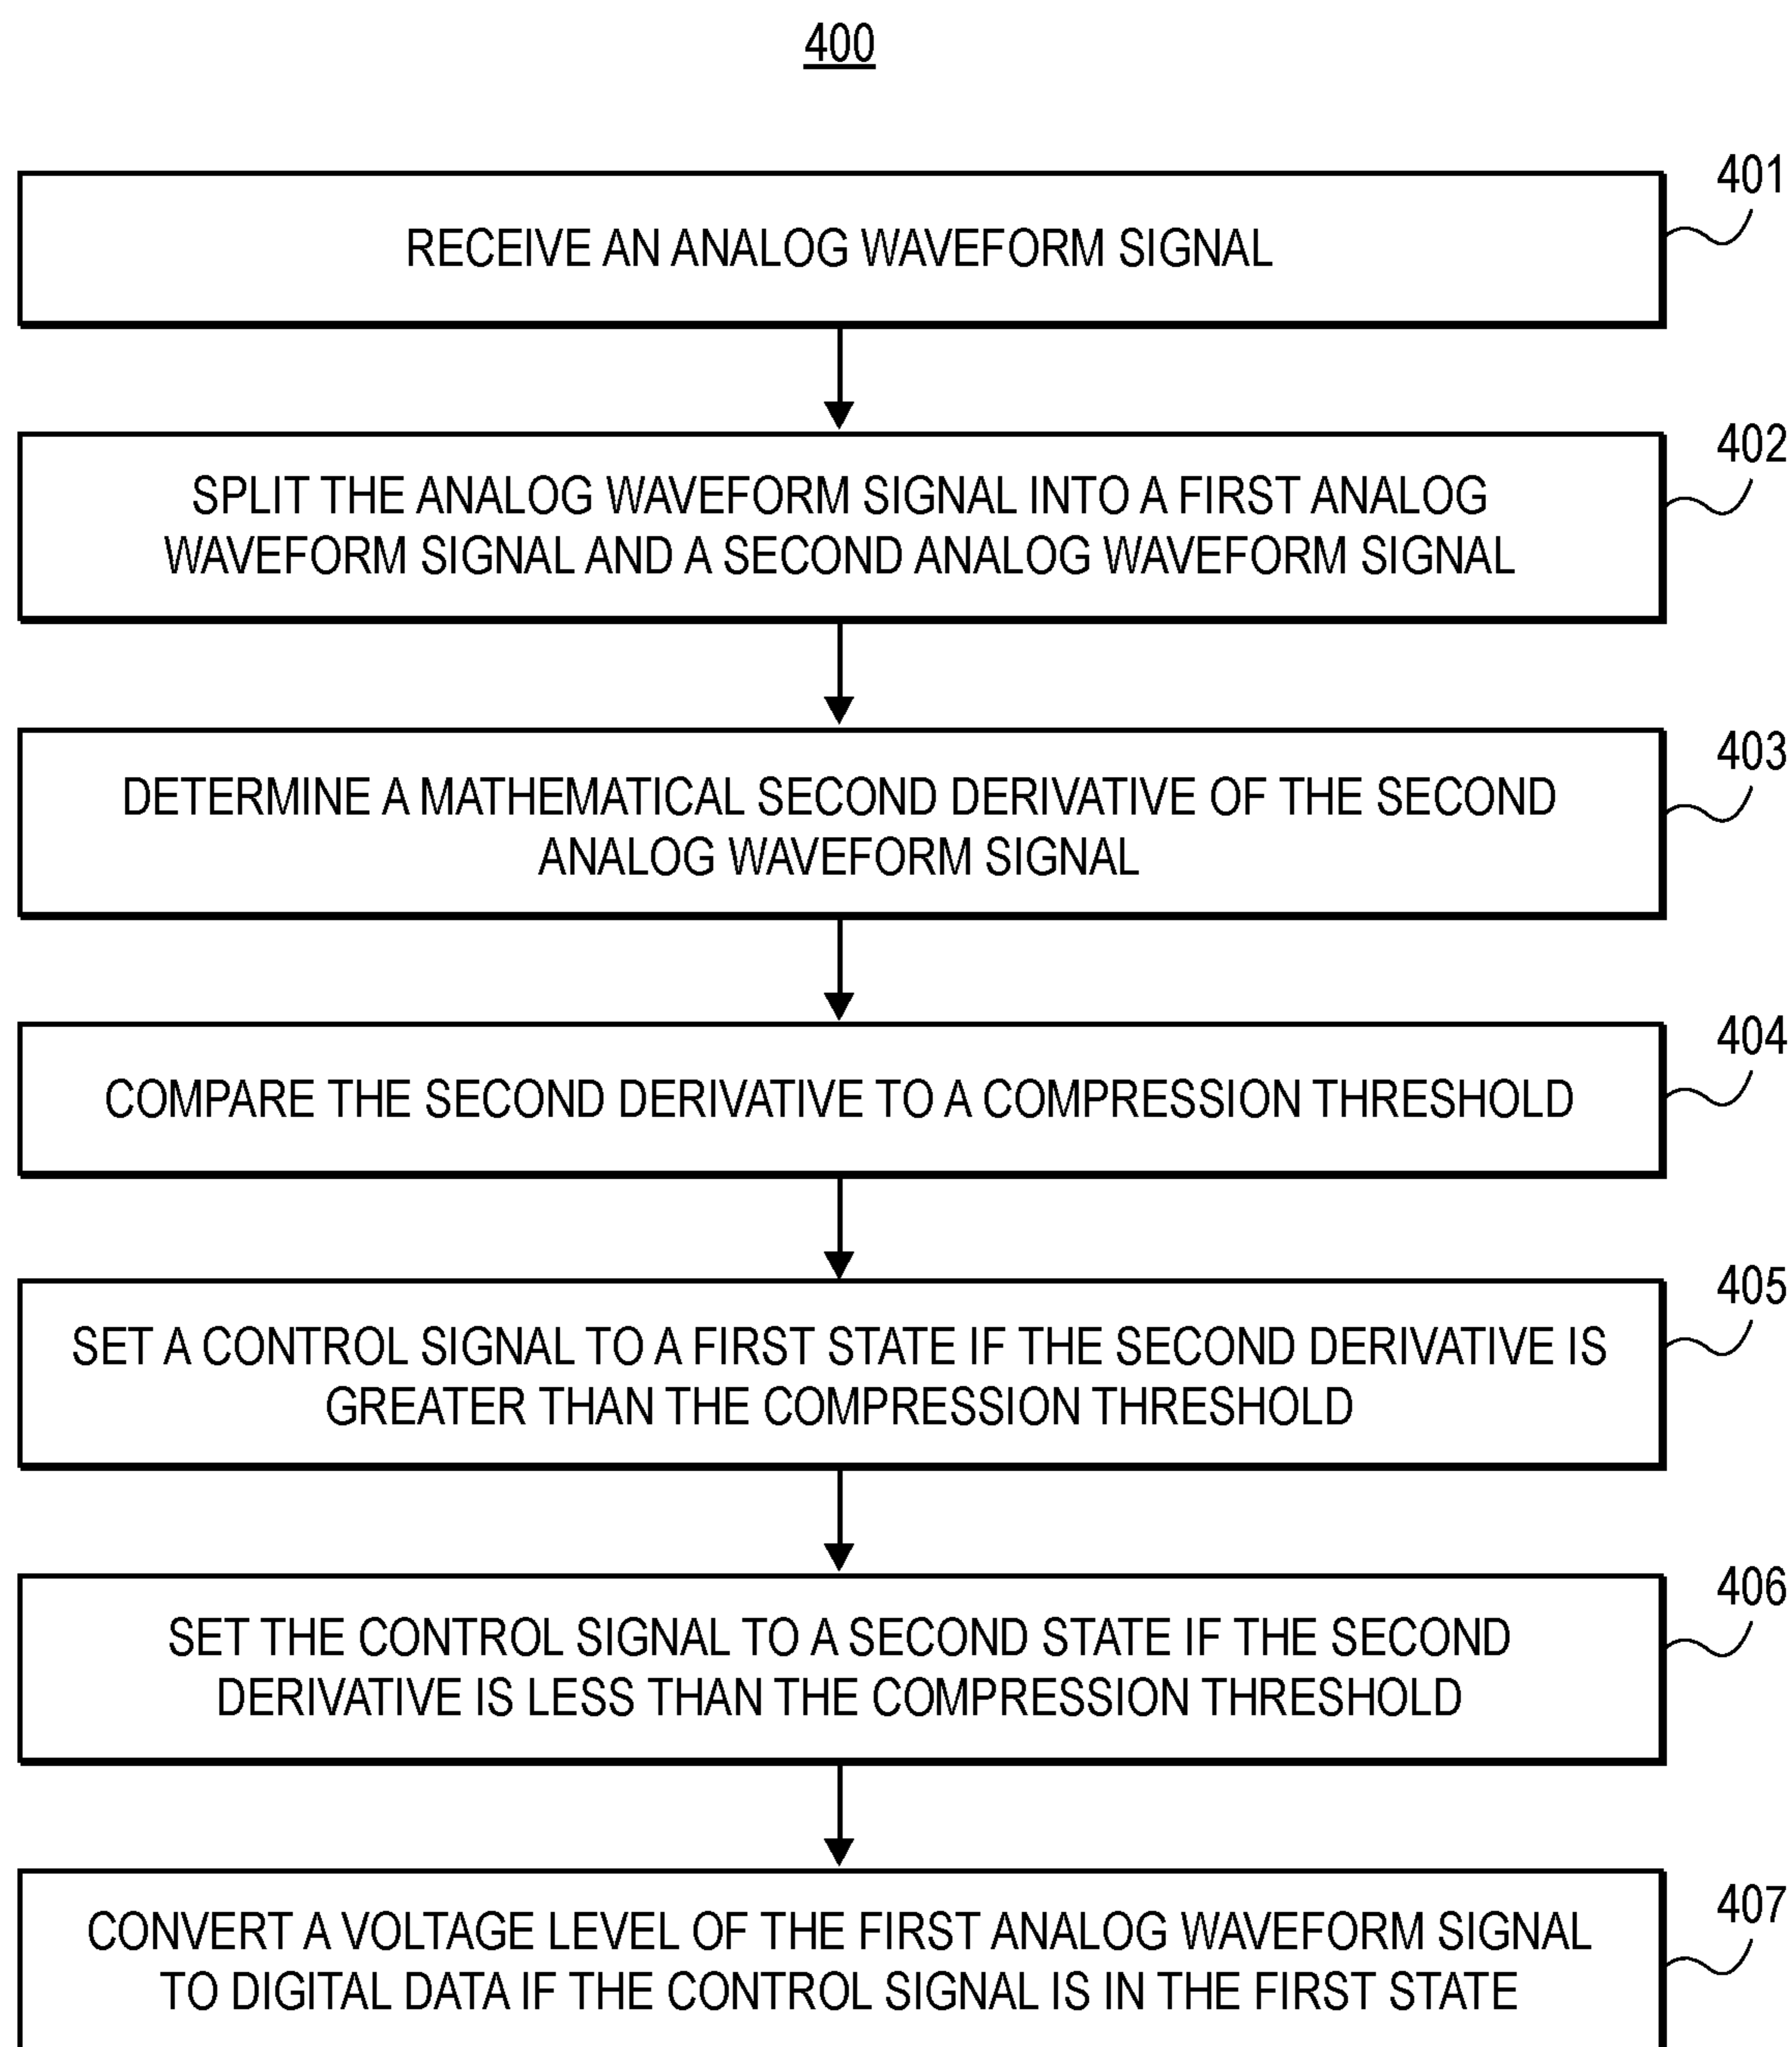 400
401
RECEIVE AN ANALOG WAVEFORM SIGNAL
402
SPLIT THE ANALOG WAVEFORM SIGNAL INTO A FIRST ANALOG
WAVEFORM SIGNAL AND A SECOND ANALOG WAVEFORM SIGNAL
403
DETERMINE A MATHEMATICAL SECOND DERIVATIVE OF THE SECOND
ANALOG WAVEFORM SIGNAL
404
COMPARE THE SECOND DERIVATIVE TO A COMPRESSION THRESHOLD
405
SET A CONTROL SIGNAL TO A FIRST STATE IF THE SECOND DERIVATIVE IS
GREATER THAN THE COMPRESSION THRESHOLD
406
SET THE CONTROL SIGNAL TO A SECOND STATE IF THE SECOND
DERIVATIVE IS LESS THAN THE COMPRESSION THRESHOLD
407
CONVERT A VOLTAGE LEVEL OF THE FIRST ANALOG WAVEFORM SIGNAL
TO DIGITAL DATA IF THE CONTROL SIGNAL IS IN THE FIRST STATE